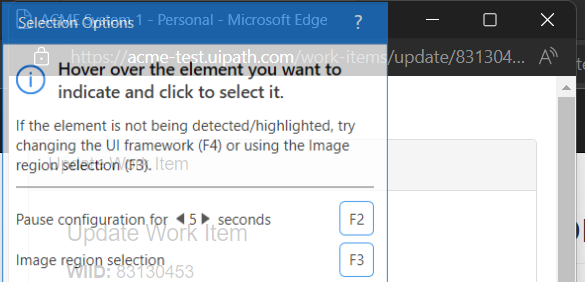 ACME System 1 - Personal - Microsoft Edge
Selection Options ?
https://acme-test.uipath.com/work-items/update/831304... A
Hover over the element you want to
indicate and click to select it.
If the element is not being detected/highlighted, try
changing the UI framework (F4) or using the Image
region selection (F3).
Update Work Item
Pause configuration for 5 seconds F2
Update Work Item
Image region selection F3
WIID: 83130453